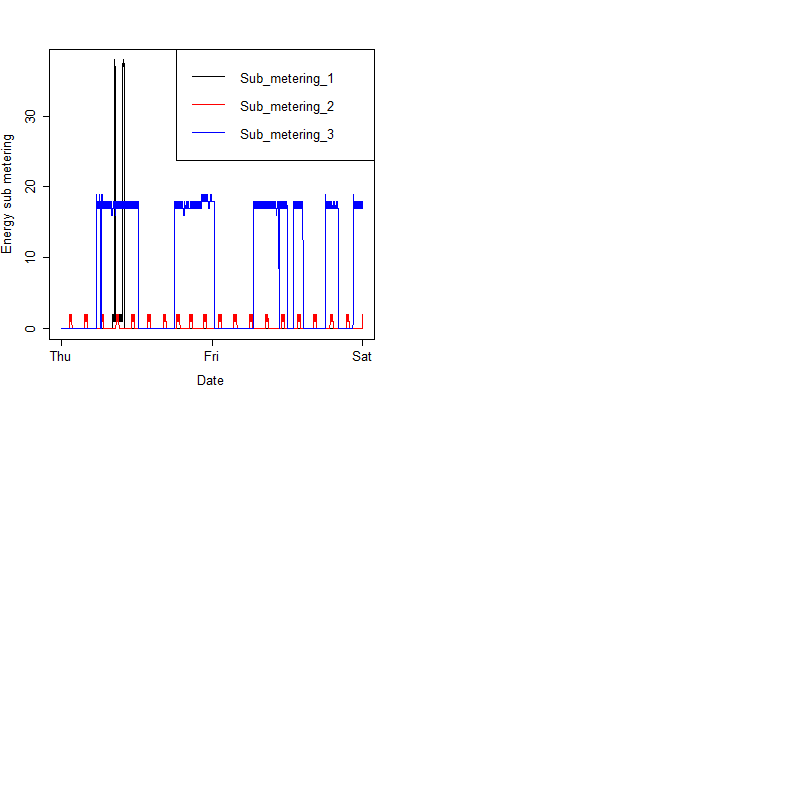 Sub_metering_1
Sub_metering_2
Sub_metering_3
Energy sub metering
30
20
10
0
Thu Fri Sat
Date